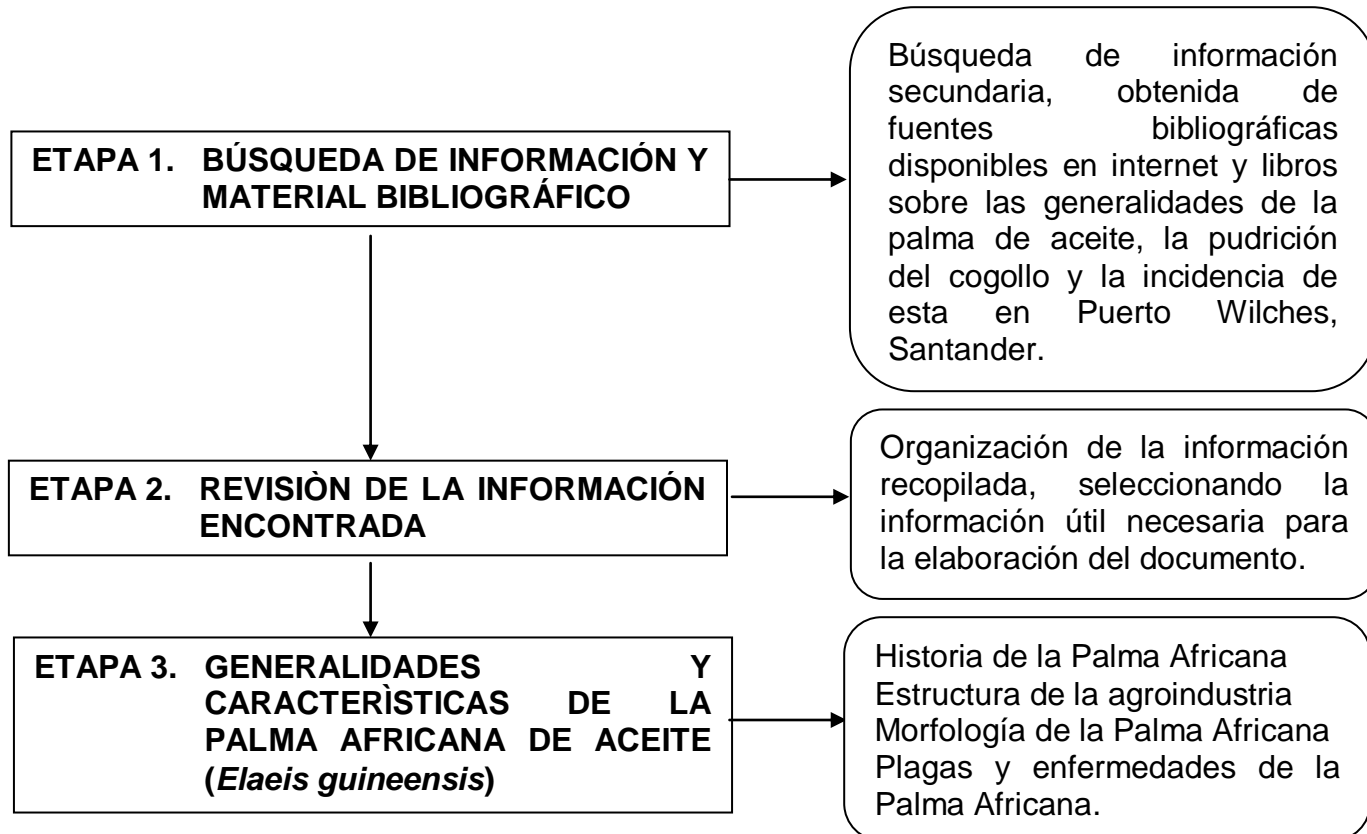 ETAPA 1. BÚSQUEDA DE INFORMACIÓN Y
MATERIAL BIBLIOGRÁFICO
Búsqueda de información
secundaria, obtenida de
fuentes bibliográficas
disponibles en internet y libros
sobre las generalidades de la
palma de aceite, la pudrición
del cogollo y la incidencia de
esta en Puerto Wilches,
Santander.
ETAPA 2. REVISIÒN DE LA INFORMACIÓN
ENCONTRADA
Organización de la información
recopilada, seleccionando la
información útil necesaria para
la elaboración del documento.
ETAPA 3. GENERALIDADES Y
CARACTERÌSTICAS DE LA
PALMA AFRICANA DE ACEITE
(Elaeis guineensis)
Historia de la Palma Africana
Estructura de la agroindustria
Morfología de la Palma Africana
Plagas y enfermedades de la
Palma Africana.